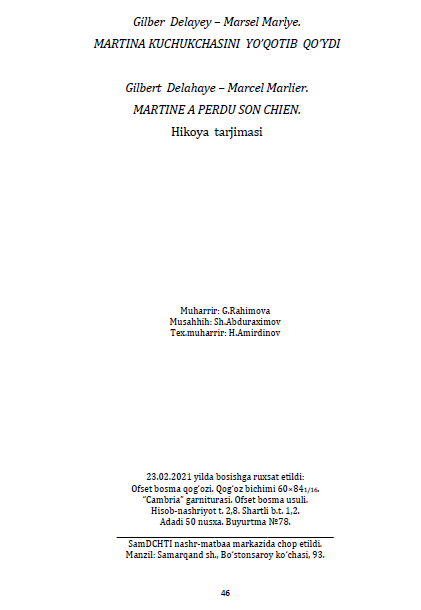 Gilber Delayey – Marsel Marlye.
MARTINA KUCHUKCHASINI YO'QOTIB QO'YDI
Gilbert Delahaye – Marcel Marlier.
MARTINE A PERDU SON CHIEN.
Hikoya tarjimasi
Muharrir: G.Rahimova
Musahhih: Sh.Abduraximov
Tex.muharrir: H.Amirdinov
23.02.2021 yilda bosishga ruxsat etildi:
Ofset bosma qog‘ozi. Qog‘oz bichimi 60×84₁/₁₆.
“Cambria” garniturasi. Ofset bosma usuli.
Hisob-nashriyot t. 2,8. Shartli b.t. 1,2.
Adadi 50 nusxa. Buyurtma №78.
SamDCHTI nashr-matbaa markazida chop etildi.
Manzil: Samarqand sh., Bo‘stonsaroy ko‘chasi, 93.
46